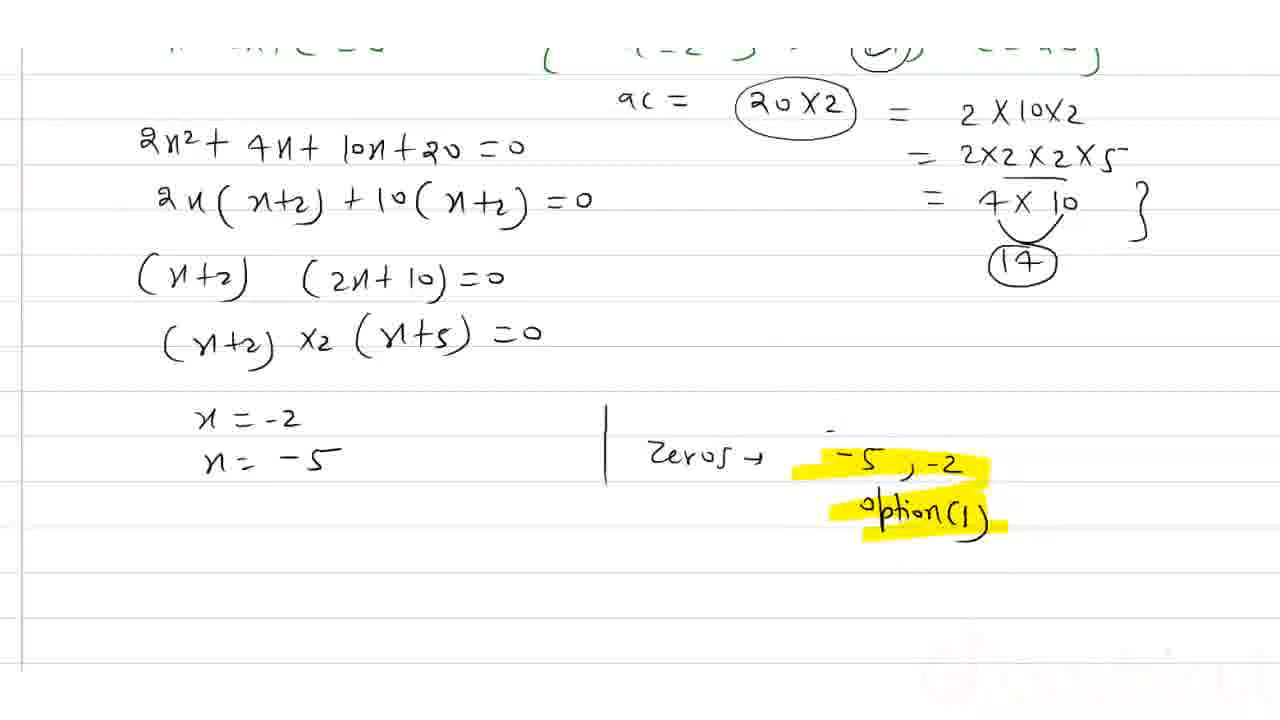 ac = 20 x 2 = 2 x 10 x 2
2x² + 4x + 10x + 20 = 0
= 2 x 2 x 2 x 5
2x ( x+2 ) + 10 ( x+2 ) = 0
= 4 x 10 }
14
(x+2) (2x + 10) = 0
(x+2) x2 (x+5) = 0
x = -2
x = -5
Zeros → -5 , -2
option (1)